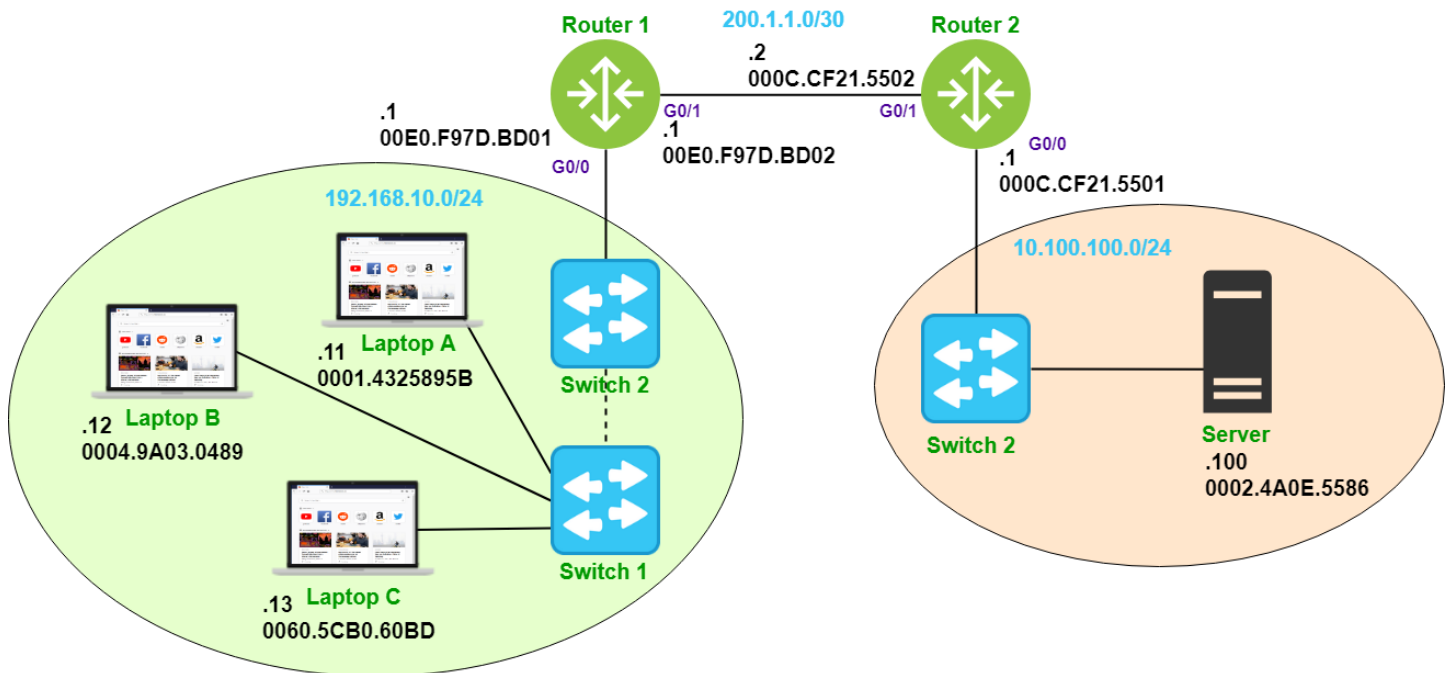 Router 1
200.1.1.0/30
Router 2
.2
000C.CF21.5502
.1
00E0.F97D.BD01
G0/1
G0/1
.1
00E0.F97D.BD02
G0/0
G0/0
.1
000C.CF21.5501
192.168.10.0/24
10.100.100.0/24
Laptop A
.11
0001.4325895B
Switch 2
Laptop B
.12
0004.9A03.0489
Switch 2
Server
.100
0002.4A0E.5586
Switch 1
Laptop C
.13
0060.5CB0.60BD